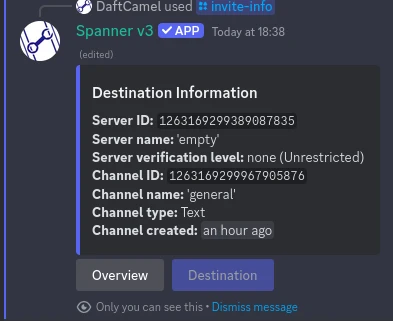 DaftCamel used invite-info
Spanner v3 ✓ APP Today at 18:38
(edited)
Destination Information
Server ID: 1263169299389087835
Server name: 'empty'
Server verification level: none (Unrestricted)
Channel ID: 1263169299967905876
Channel name: 'general'
Channel type: Text
Channel created: an hour ago
Overview Destination
Only you can see this • Dismiss message